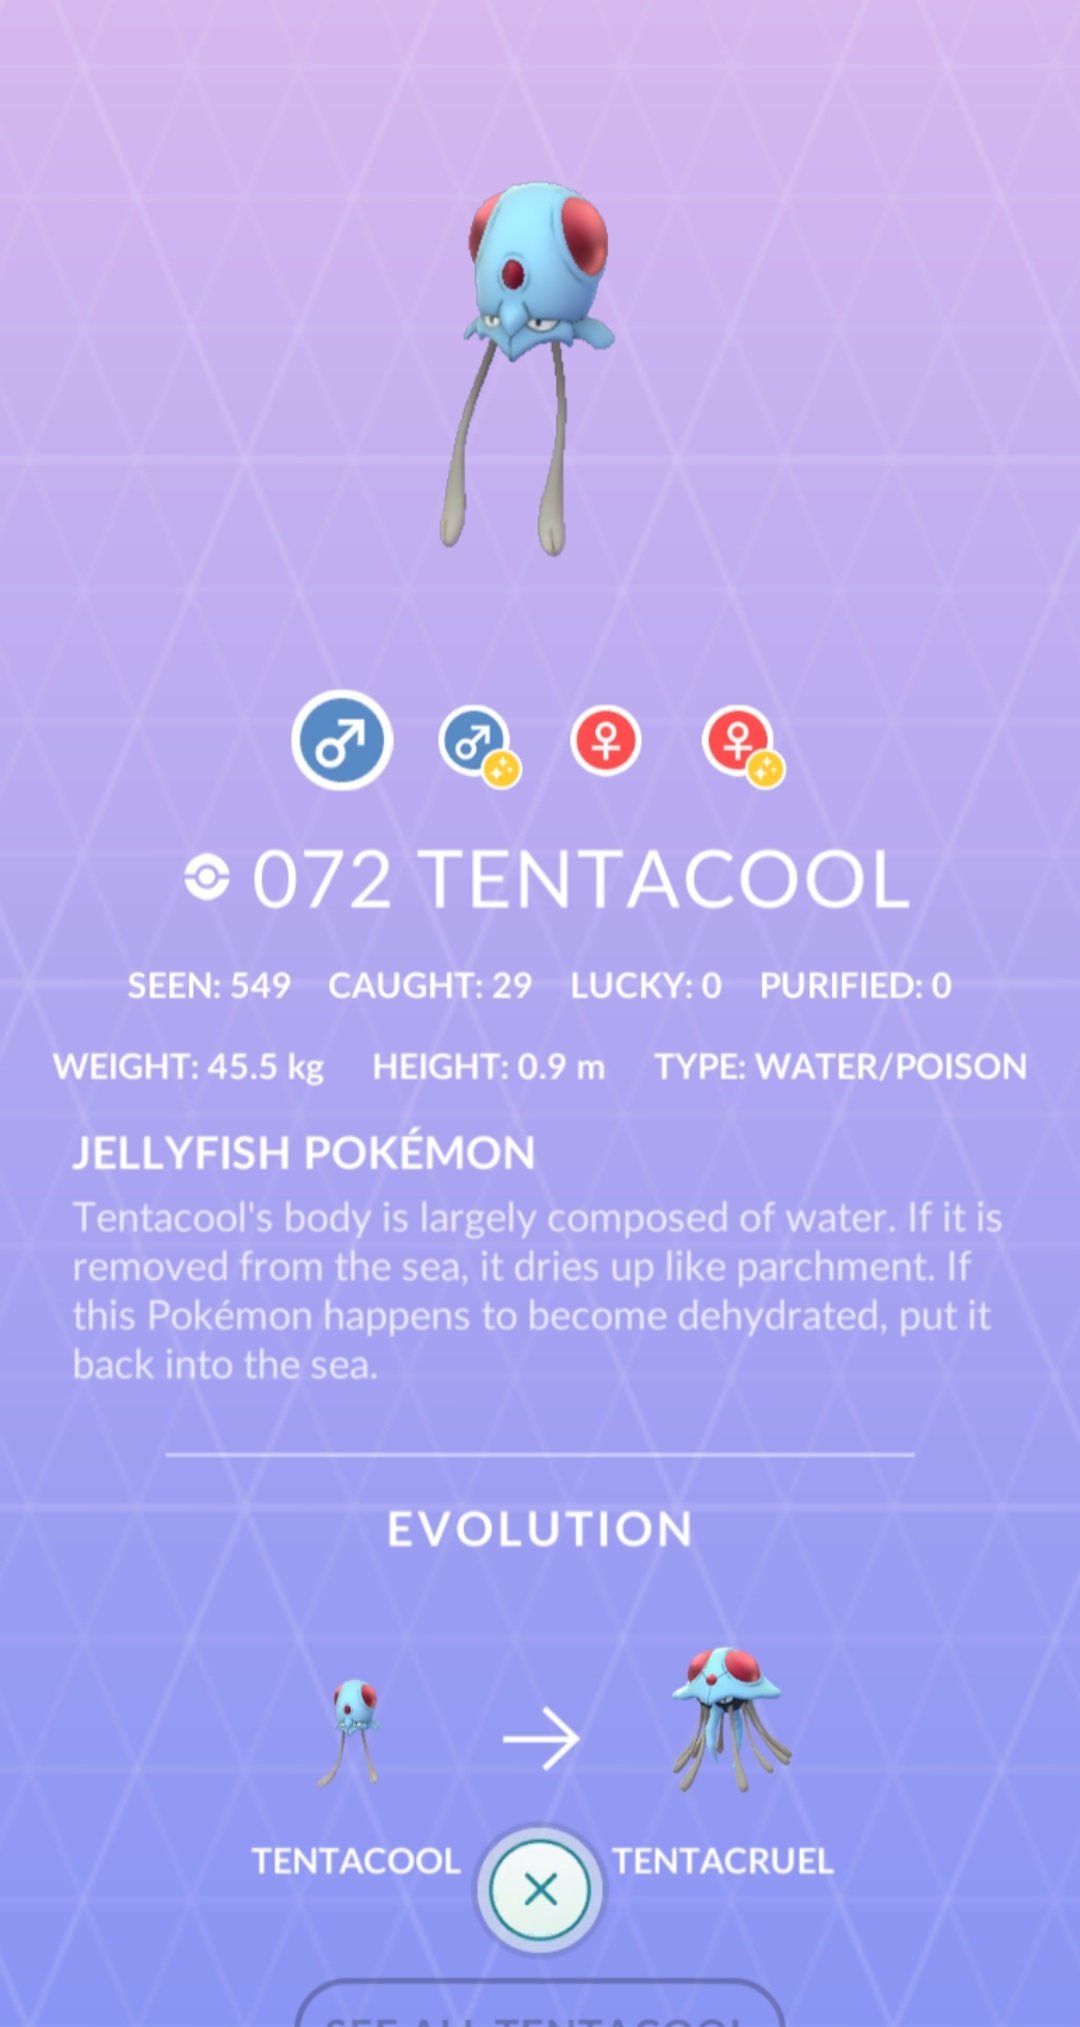 072 TENTACOOL
SEEN: 549 CAUGHT: 29 LUCKY: 0 PURIFIED: 0
WEIGHT: 45.5 kg HEIGHT: 0.9 m TYPE: WATER/POISON
JELLYFISH POKÉMON
Tentacool's body is largely composed of water. If it is
removed from the sea, it dries up like parchment. If
this Pokémon happens to become dehydrated, put it
back into the sea.
EVOLUTION
TENTACOOL TENTACRUEL
SEE ALL TENTACOOL